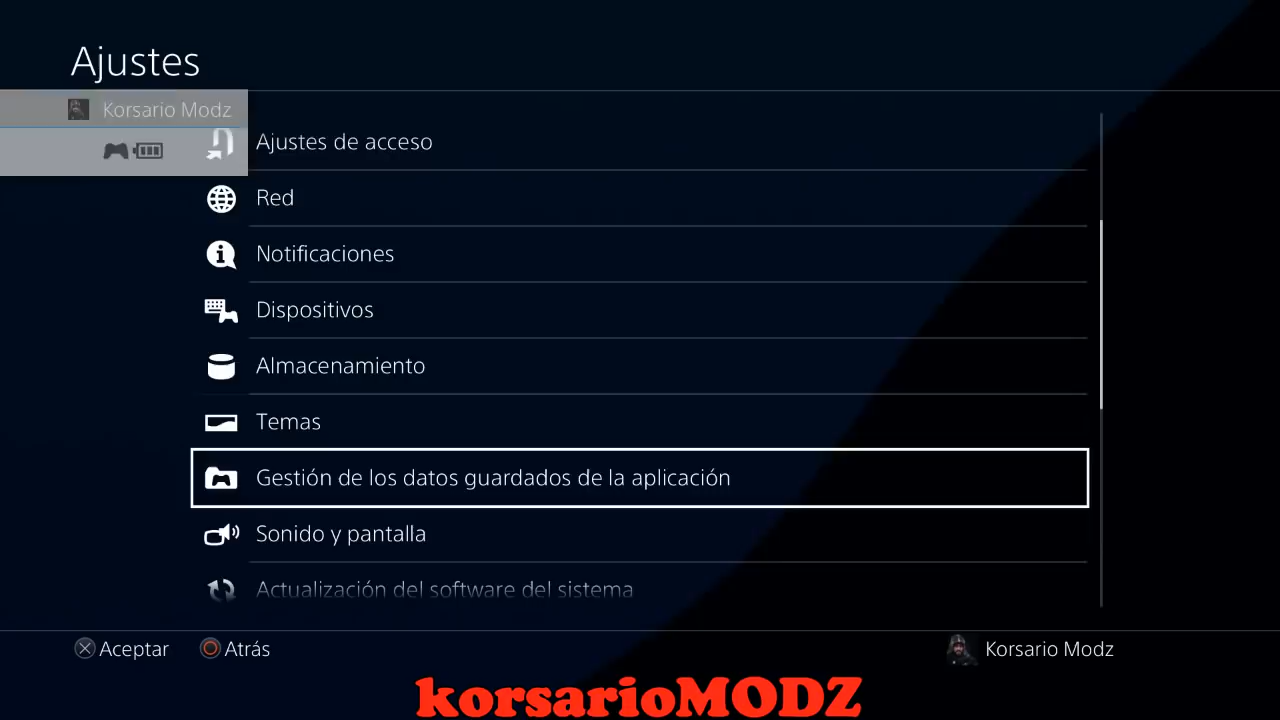 Ajustes
Korsario Modz
Ajustes de acceso
Red
Notificaciones
Dispositivos
Almacenamiento
Temas
Gestión de los datos guardados de la aplicación
Sonido y pantalla
Actualización del software del sistema
Aceptar
Atrás
Korsario Modz
korsarioMODZ